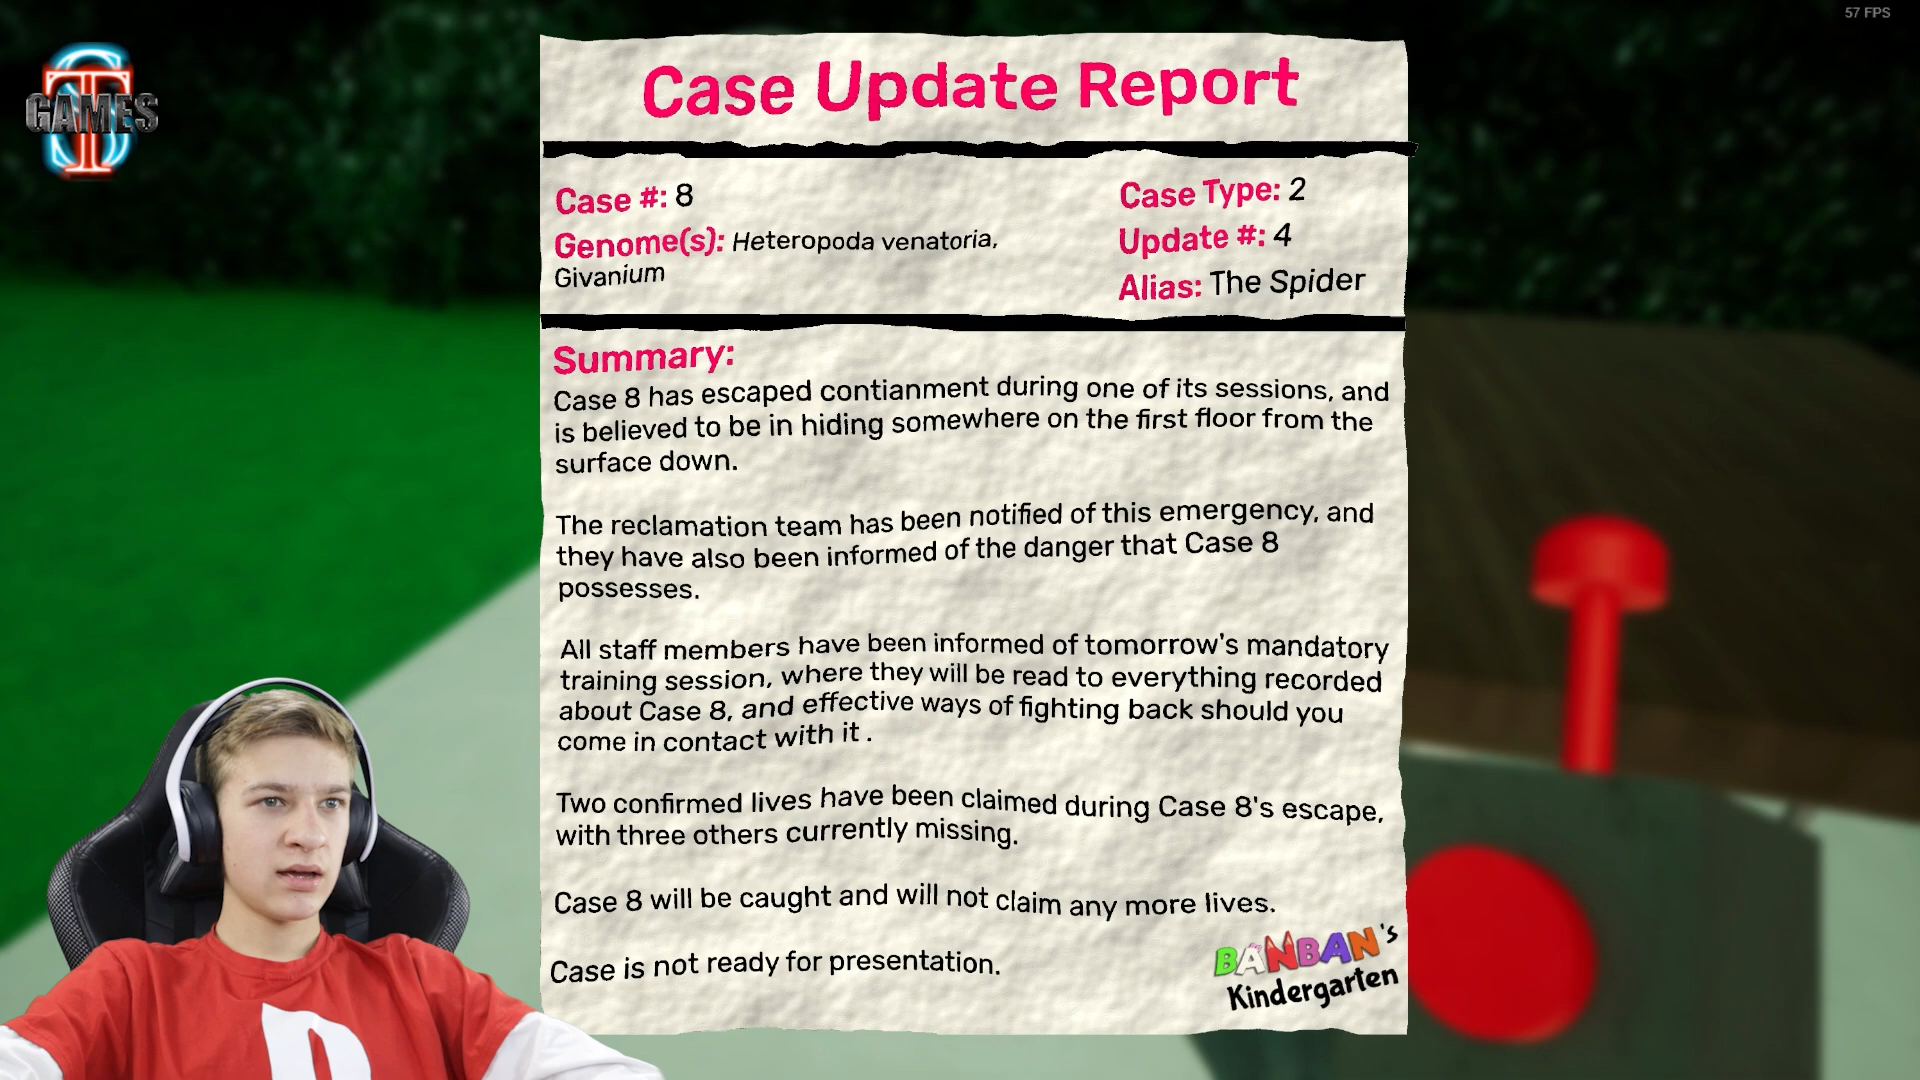 57 FPS
ST
GAMES
Case Update Report
Case #: 8
Genome(s): Heteropoda venatoria,
Givanium
Case Type: 2
Update #: 4
Alias: The Spider
Summary:
Case 8 has escaped contianment during one of its sessions, and
is believed to be in hiding somewhere on the first floor from the
surface down.
The reclamation team has been notified of this emergency, and
they have also been informed of the danger that Case 8
possesses.
All staff members have been informed of tomorrow's mandatory
training session, where they will be read to everything recorded
about Case 8, and effective ways of fighting back should you
come in contact with it .
Two confirmed lives have been claimed during Case 8's escape,
with three others currently missing.
Case 8 will be caught and will not claim any more lives.
Case is not ready for presentation.
BANBAN's
Kindergarten